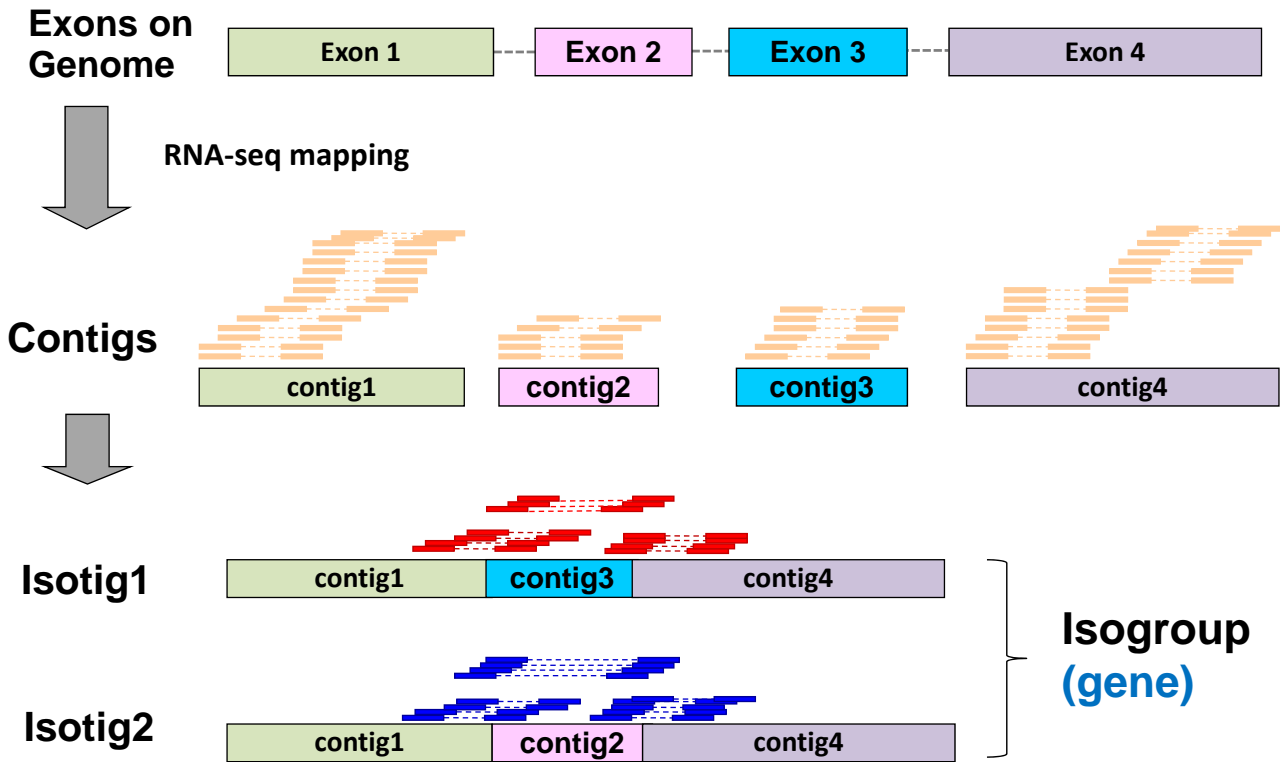 Exons on
Genome
Exon 1
Exon 2
Exon 3
Exon 4
RNA-seq mapping
Contigs
contig1
contig2
contig3
contig4
Isotig1
contig1
contig3
contig4
Isotig2
contig1
contig2
contig4
Isogroup
(gene)